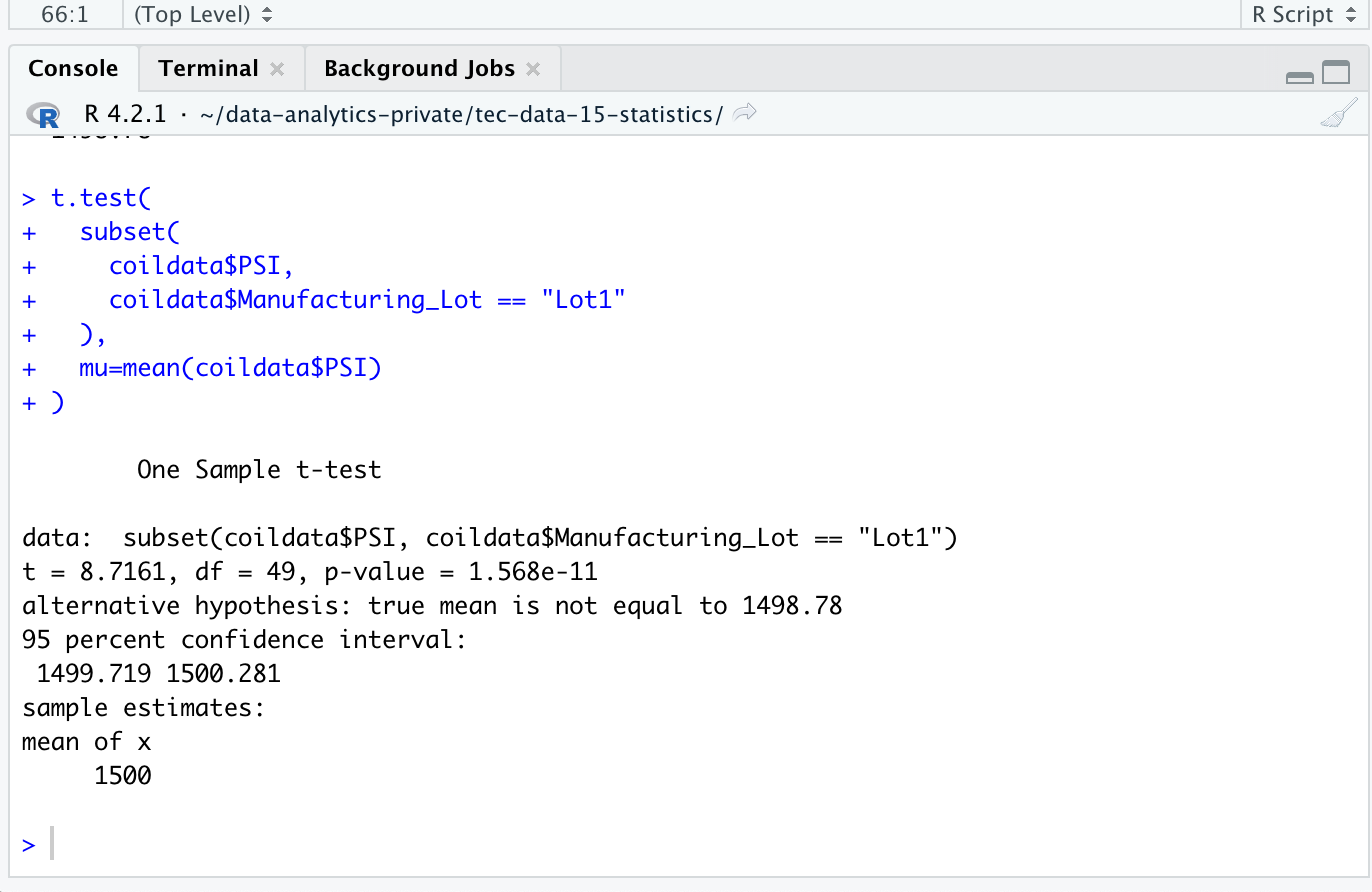 66:1 (Top Level) R Script
Console Terminal Background Jobs
R 4.2.1 · ~/data-analytics-private/tec-data-15-statistics/
> t.test(
+   subset(
+     coildata$PSI,
+     coildata$Manufacturing_Lot == "Lot1"
+   ),
+   mu=mean(coildata$PSI)
+ )
One Sample t-test
data:  subset(coildata$PSI, coildata$Manufacturing_Lot == "Lot1")
t = 8.7161, df = 49, p-value = 1.568e-11
alternative hypothesis: true mean is not equal to 1498.78
95 percent confidence interval:
 1499.719 1500.281
sample estimates:
mean of x
     1500
>